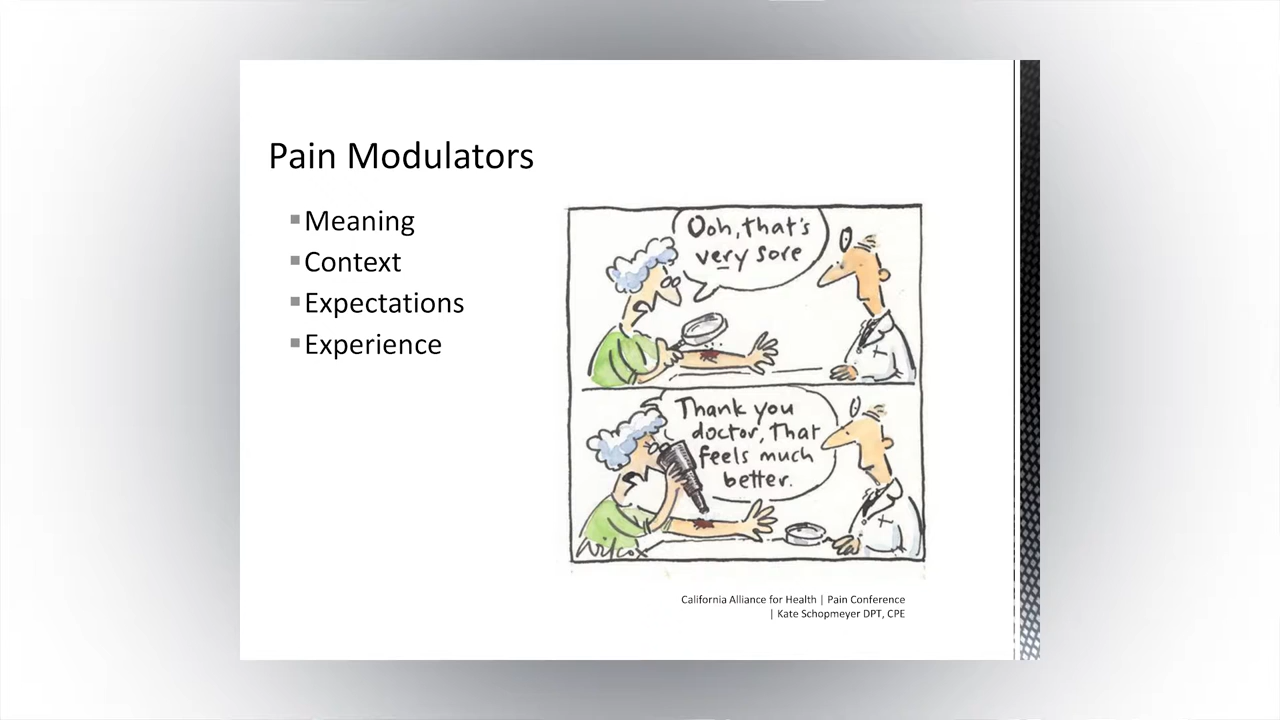 Pain Modulators
Meaning
Context
Expectations
Experience
Ooh, that's
very sore
Thank you
doctor, That
feels much
better.
Wilcox
California Alliance for Health | Pain Conference
| Kate Schopmeyer DPT, CPE